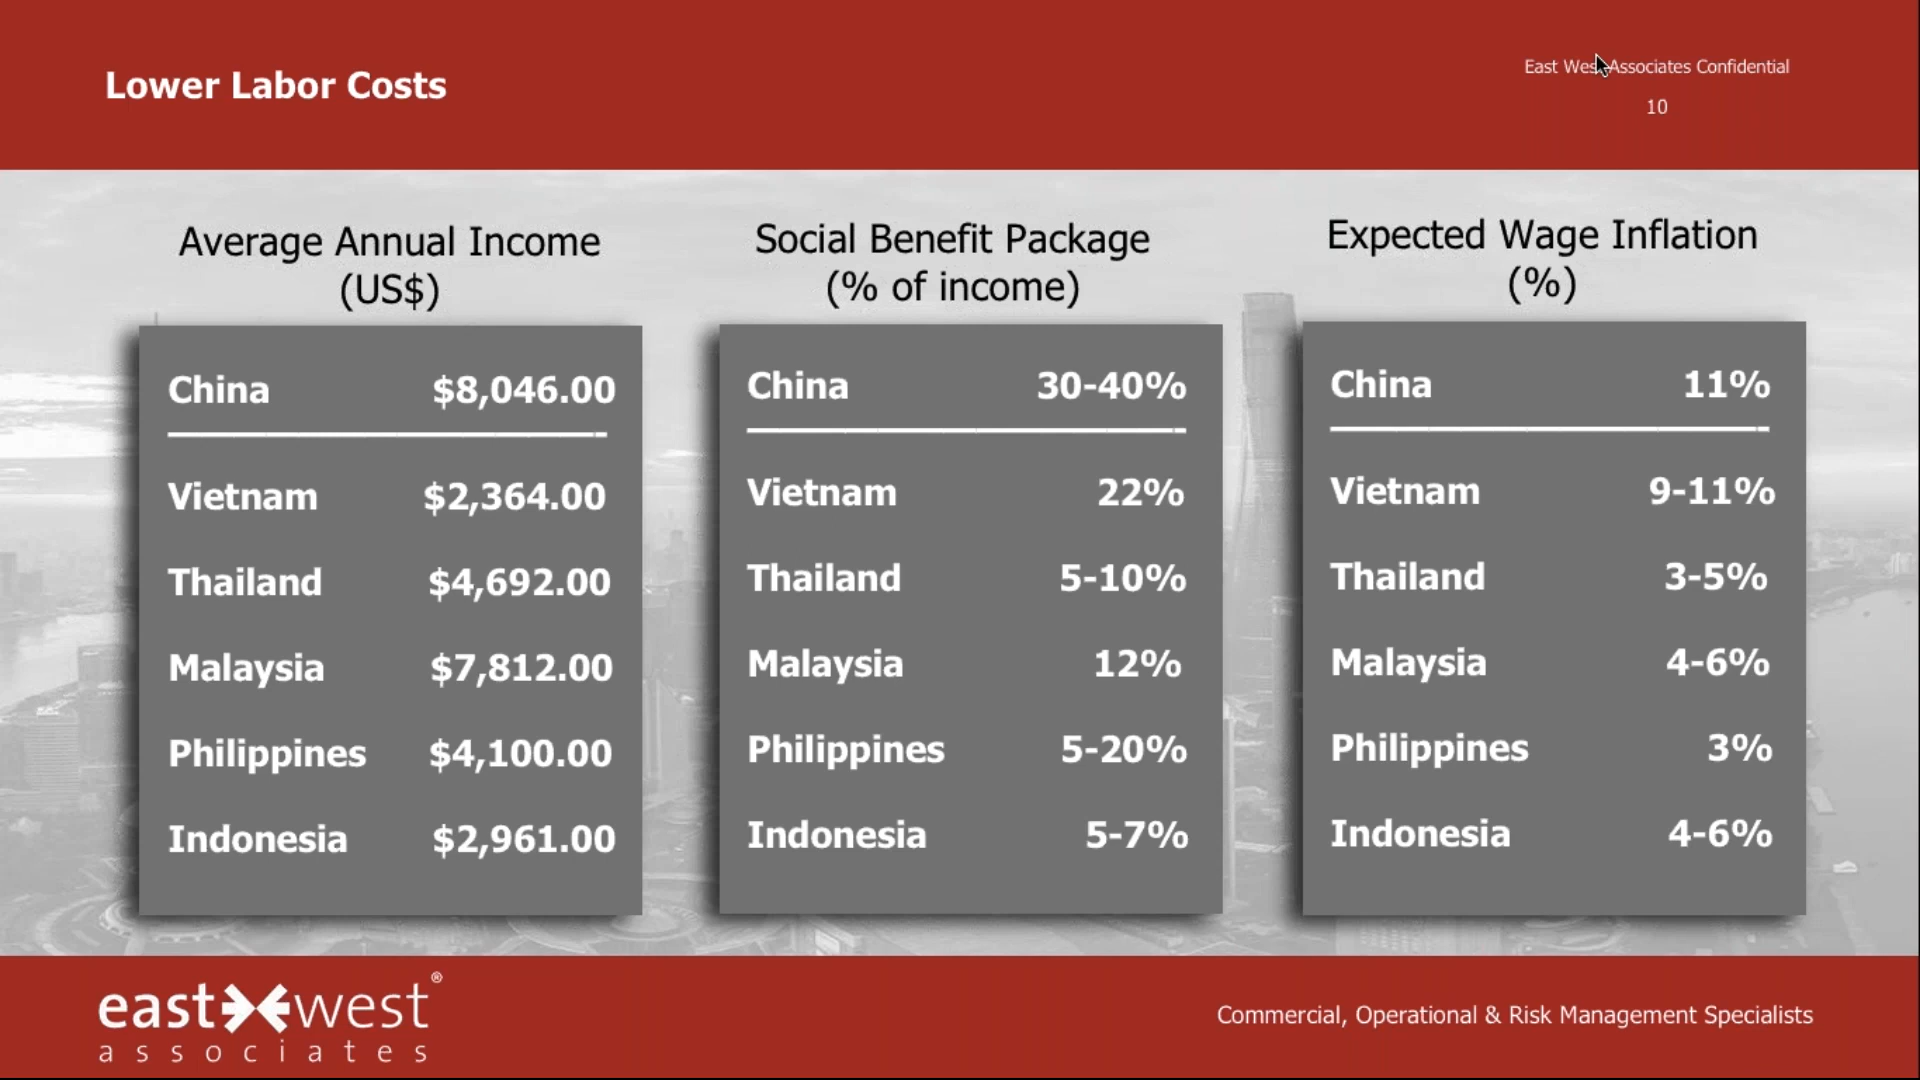 Lower Labor Costs
East West Associates Confidential
10
Average Annual Income
(US$)
China $8,046.00
Vietnam $2,364.00
Thailand $4,692.00
Malaysia $7,812.00
Philippines $4,100.00
Indonesia $2,961.00
Social Benefit Package
(% of income)
China 30-40%
Vietnam 22%
Thailand 5-10%
Malaysia 12%
Philippines 5-20%
Indonesia 5-7%
Expected Wage Inflation
(%)
China 11%
Vietnam 9-11%
Thailand 3-5%
Malaysia 4-6%
Philippines 3%
Indonesia 4-6%
east west®
associates
Commercial, Operational & Risk Management Specialists